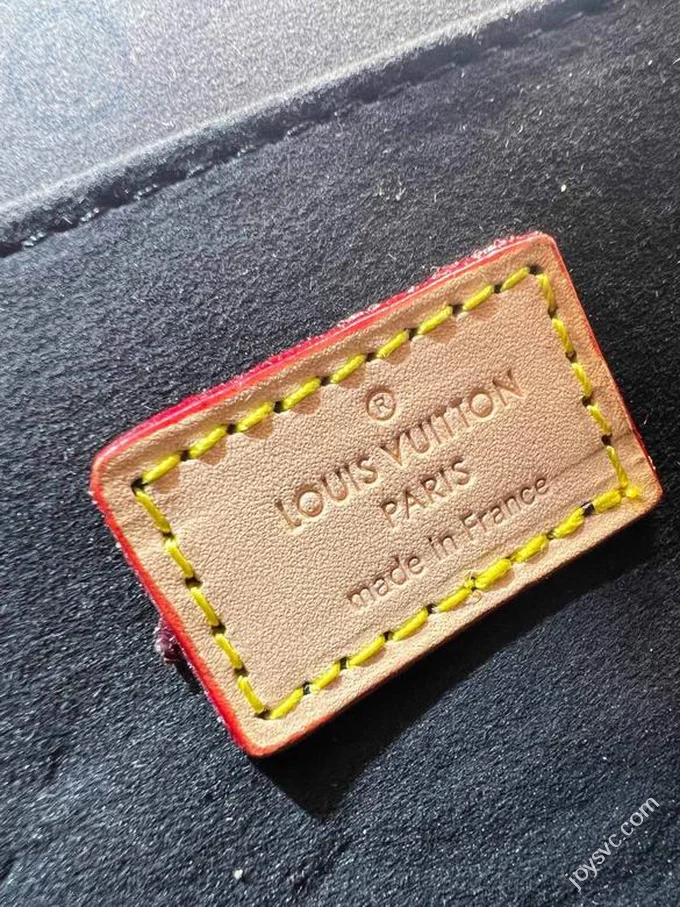 ®
LOUIS VUITTON
PARIS
made in France
joysvc.com